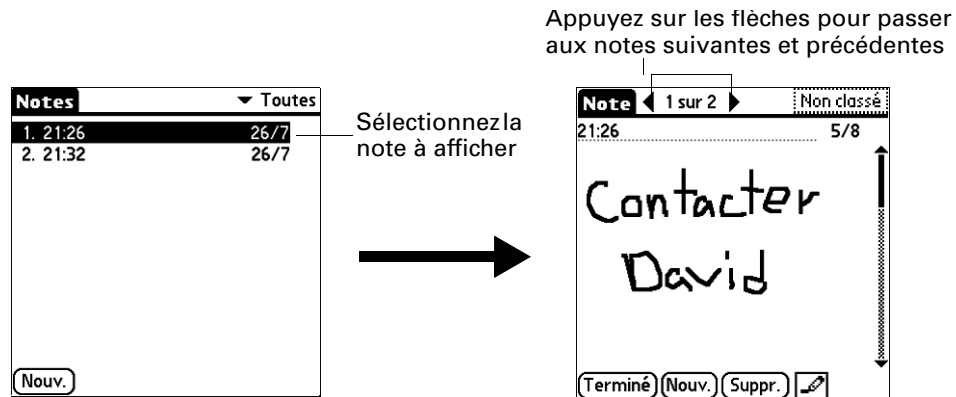 Appuyez sur les flèches pour passer
aux notes suivantes et précédentes
Notes Toutes
1. 21:26 26/7
2. 21:32 26/7
Nouv.
Sélectionnez la
note à afficher
Note 1 sur 2 Non classé
21:26 5/8
Contacter
David
Terminé Nouv. Suppr.